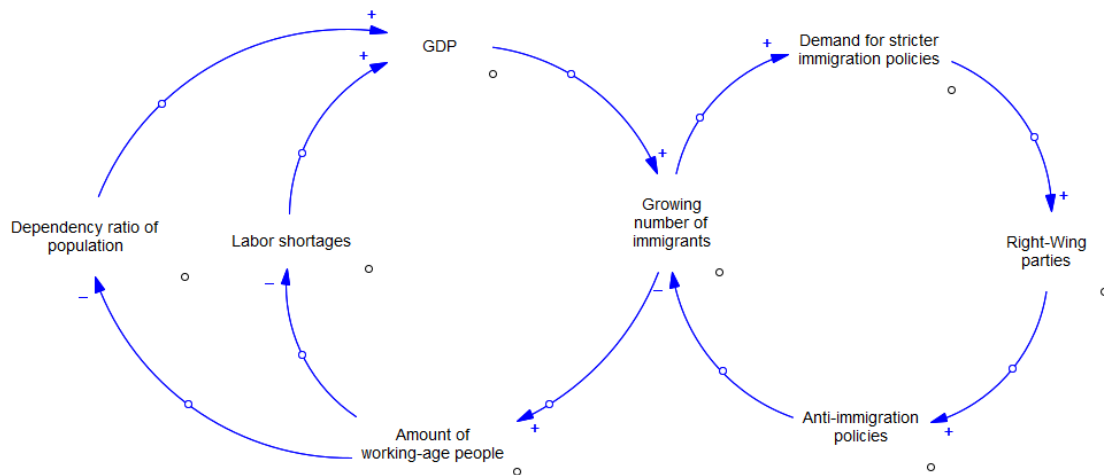 +
GDP
+
+
Demand for stricter
immigration policies
+
Growing
number of
immigrants
+
Dependency ratio of
population
Labor shortages
Right-Wing
parties
−
−
−
Amount of
working-age people
+
Anti-immigration
policies
+